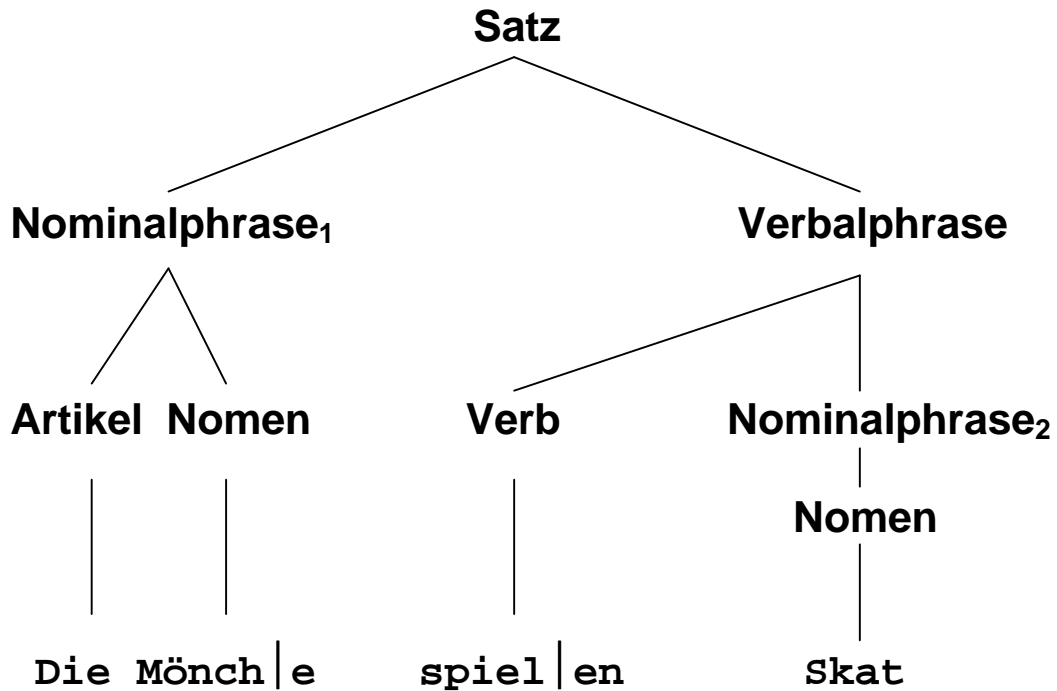 Satz
Nominalphrase₁ Verbalphrase
Artikel Nomen Verb Nominalphrase₂
Nomen
Die Mönch|e spiel|en Skat